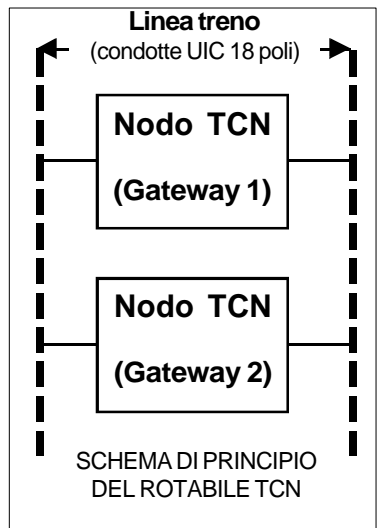 Linea treno
(condotte UIC 18 poli)
Nodo TCN
(Gateway 1)
Nodo TCN
(Gateway 2)
SCHEMA DI PRINCIPIO
DEL ROTABILE TCN